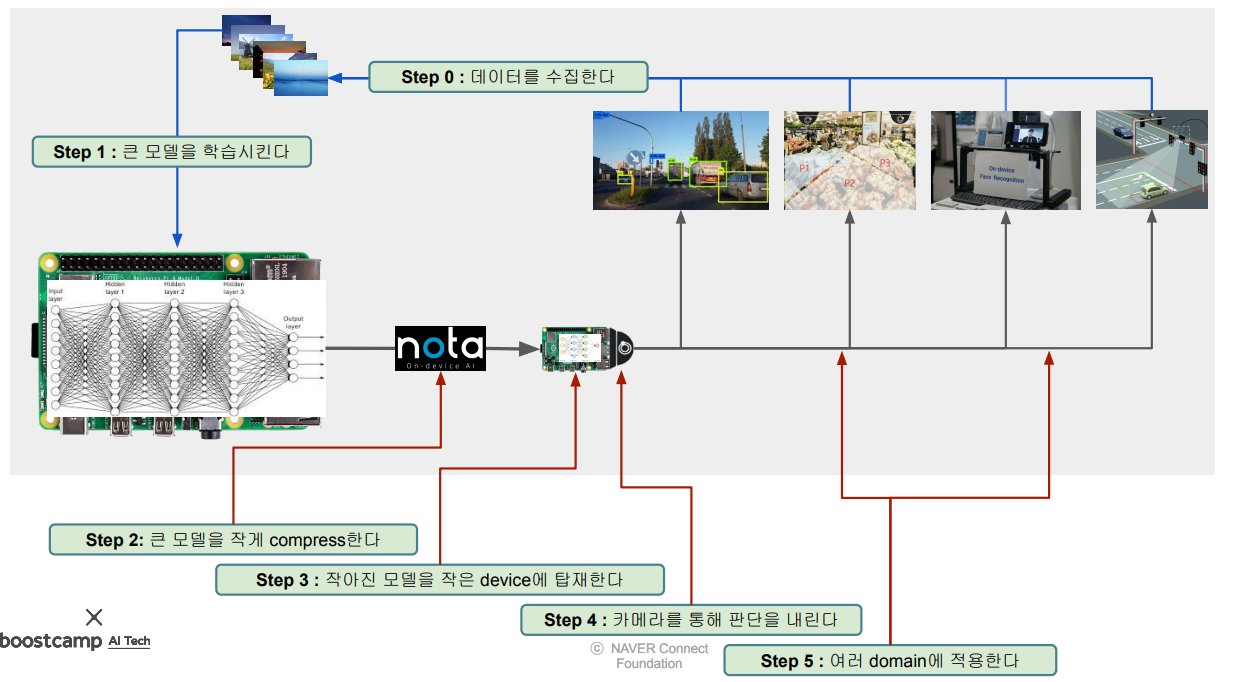 Step 0 : 데이터를 수집한다
Step 1 : 큰 모델을 학습시킨다
P1
P2
P3
On-device
Face Recognition
Input
layer
Hidden
layer 1
Hidden
layer 2
Hidden
layer 3
Output
layer
nota
On-device AI
Step 2: 큰 모델을 작게 compress한다
Step 3 : 작아진 모델을 작은 device에 탑재한다
Step 4 : 카메라를 통해 판단을 내린다
Step 5 : 여러 domain에 적용한다
boostcamp AI Tech
ⓒ NAVER Connect
Foundation